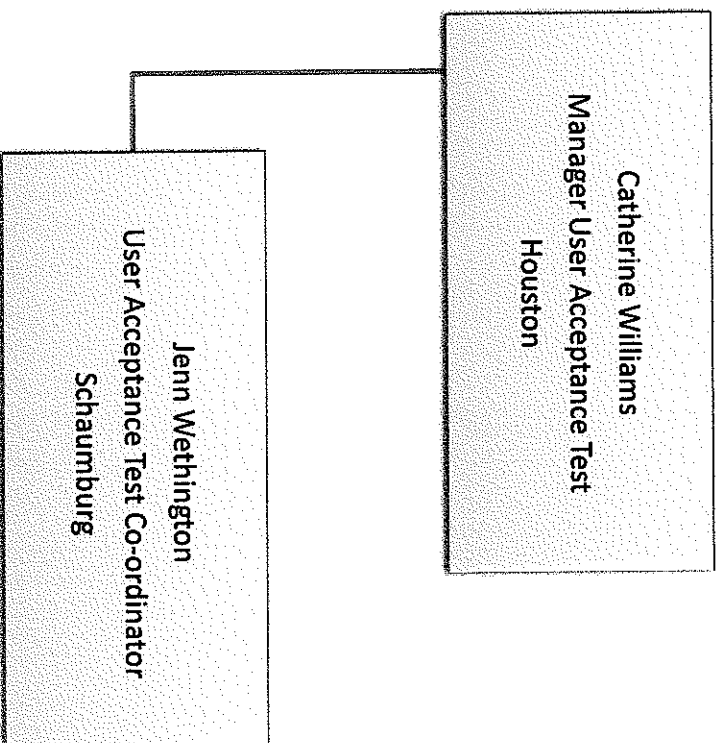 Catherine Williams
Manager User Acceptance Test
Houston
Jenn Wethington
User Acceptance Test Co-ordinator
Schaumburg